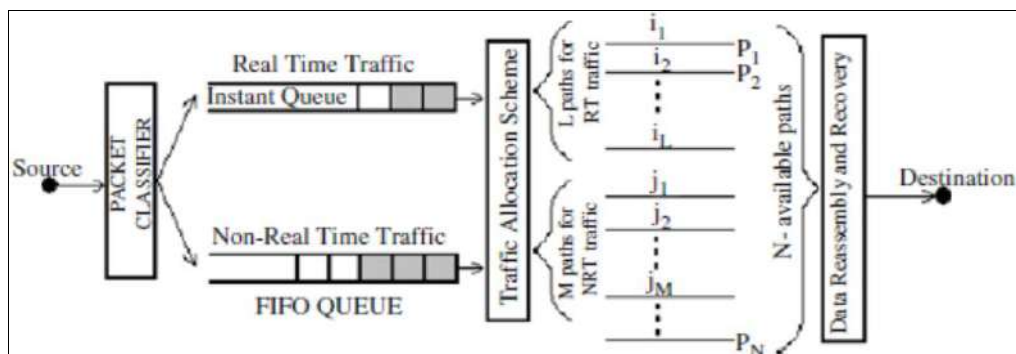 Source
PACKET
CLASSIFIER
Real Time Traffic
Instant Queue
Non-Real Time Traffic
FIFO QUEUE
Traffic Allocation Scheme
L paths for
RT traffic
M paths for
NRT traffic
i1
P1
i2
P2
iL
j1
j2
jM
PN
N- available paths
Data Reassembly and Recovery
Destination